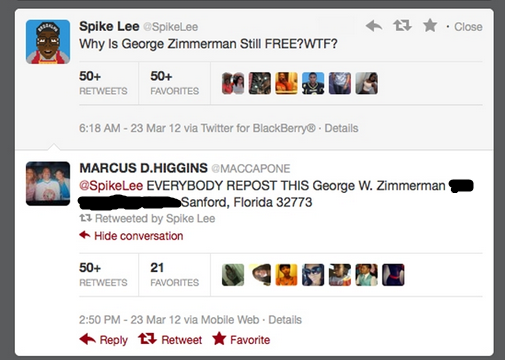 Spike Lee @SpikeLee
Close
Why Is George Zimmerman Still FREE?WTF?
50+ 50+
RETWEETS FAVORITES
6:18 AM - 23 Mar 12 via Twitter for BlackBerry® · Details
MARCUS D.HIGGINS @MACCAPONE
@SpikeLee EVERYBODY REPOST THIS George W. Zimmerman
Sanford, Florida 32773
Retweeted by Spike Lee
Hide conversation
50+ 21
RETWEETS FAVORITES
2:50 PM - 23 Mar 12 via Mobile Web · Details
Reply Retweet Favorite